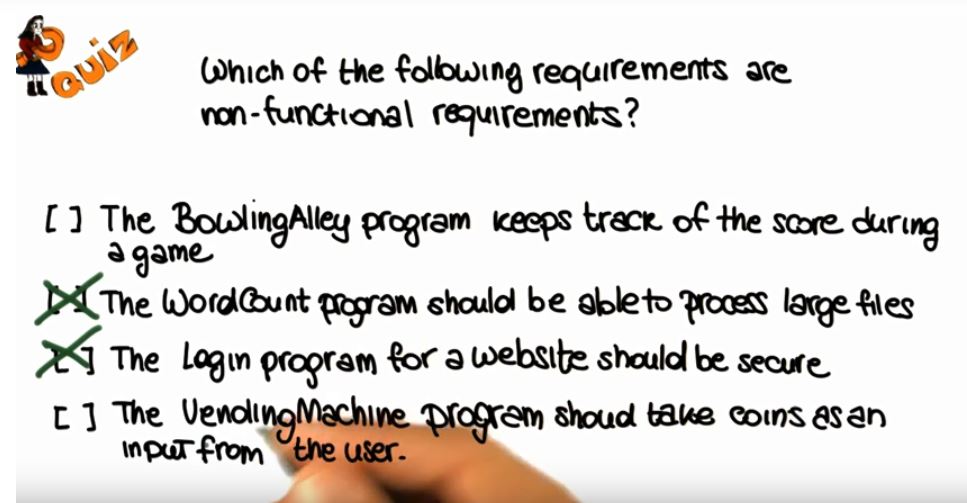 QUIZ
Which of the following requirements are
non-functional requirements?
[ ] The BowlingAlley program keeps track of the score during
a game
[X] The WordCount program should be able to process large files
[X] The Login program for a website should be secure
[ ] The VendingMachine program shoud take coins as an
input from the user.